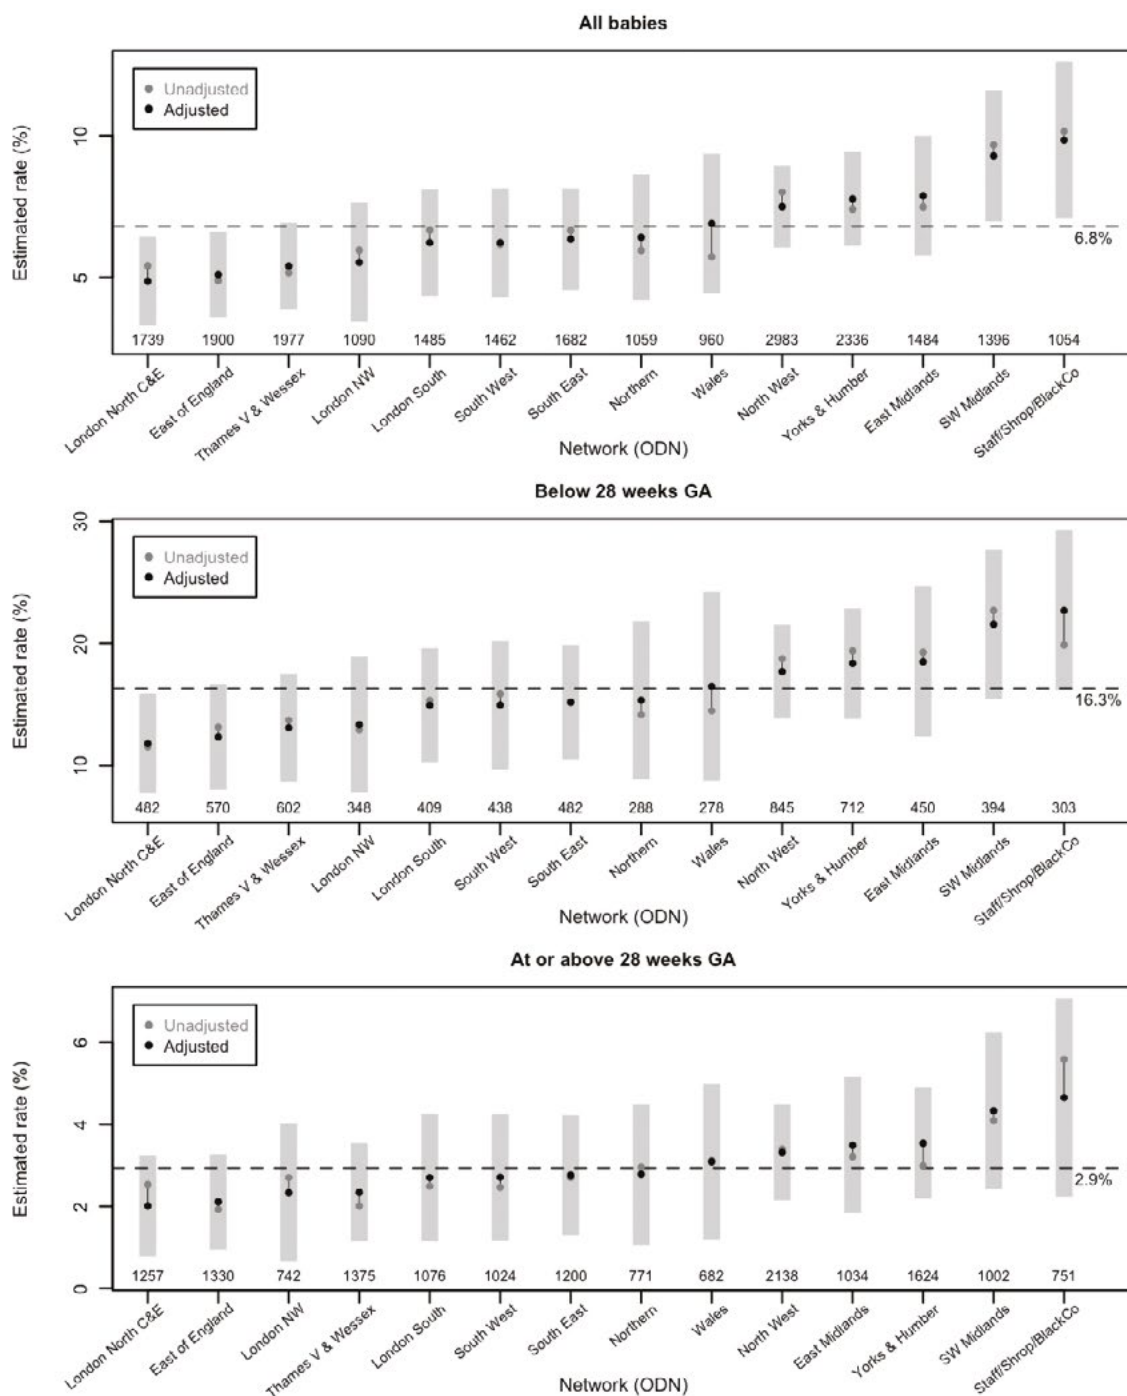 All babies
Estimated rate (%)
10
5
Unadjusted
Adjusted
6.8%
1739 1900 1977 1090 1485 1462 1682 1059 960 2983 2336 1484 1396 1054
London North C&E East of England Thames V & Wessex London NW London South South West South East Northern Wales North West Yorks & Humber East Midlands SW Midlands Staff/Shrop/BlackCo
Network (ODN)
Below 28 weeks GA
Estimated rate (%)
30
20
10
Unadjusted
Adjusted
16.3%
482 570 602 348 409 438 482 288 278 845 712 450 394 303
London North C&E East of England Thames V & Wessex London NW London South South West South East Northern Wales North West Yorks & Humber East Midlands SW Midlands Staff/Shrop/BlackCo
Network (ODN)
At or above 28 weeks GA
Estimated rate (%)
6
4
2
0
Unadjusted
Adjusted
2.9%
1257 1330 742 1375 1076 1024 1200 771 682 2138 1034 1624 1002 751
London North C&E East of England London NW Thames V & Wessex London South South West South East Northern Wales North West East Midlands Yorks & Humber SW Midlands Staff/Shrop/BlackCo
Network (ODN)